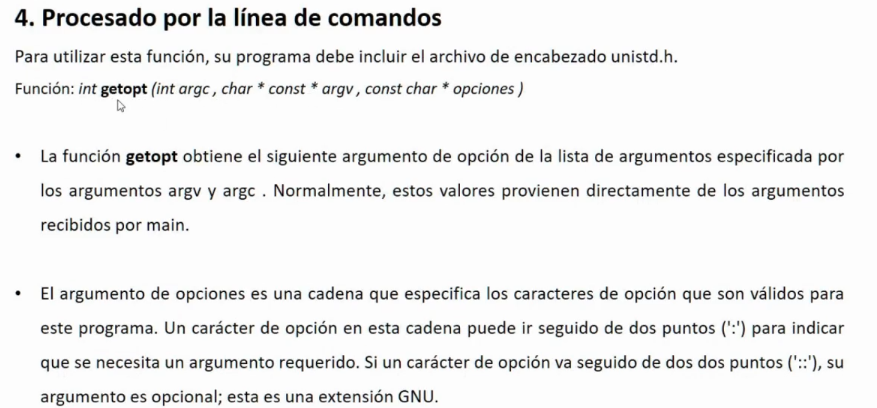 4. Procesado por la línea de comandos
Para utilizar esta función, su programa debe incluir el archivo de encabezado unistd.h.
Función: int getopt (int argc , char * const * argv , const char * opciones )
• La función getopt obtiene el siguiente argumento de opción de la lista de argumentos especificada por
los argumentos argv y argc . Normalmente, estos valores provienen directamente de los argumentos
recibidos por main.
• El argumento de opciones es una cadena que especifica los caracteres de opción que son válidos para
este programa. Un carácter de opción en esta cadena puede ir seguido de dos puntos (':') para indicar
que se necesita un argumento requerido. Si un carácter de opción va seguido de dos dos puntos ('::'), su
argumento es opcional; esta es una extensión GNU.